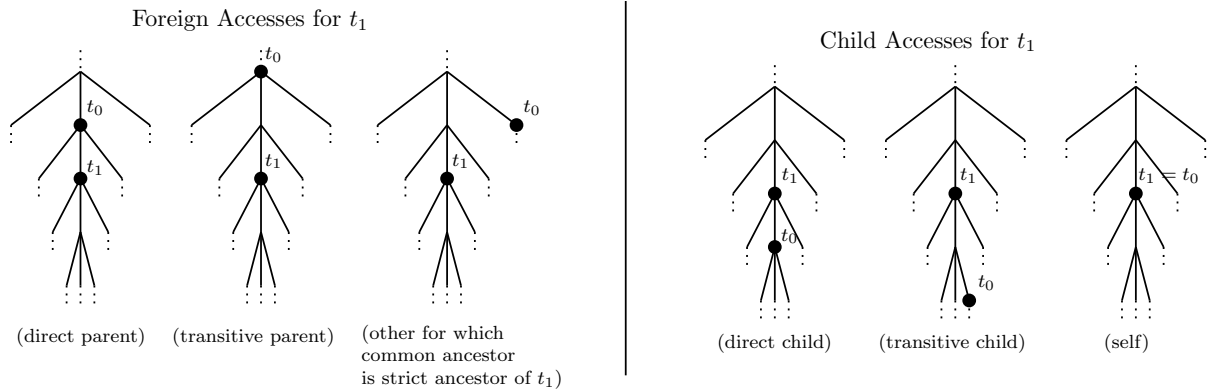 Foreign Accesses for t₁
t₀
t₀
t₁
t₁
t₀
t₁
(direct parent)
(transitive parent)
(other for which
common ancestor
is strict ancestor of t₁)
Child Accesses for t₁
t₁
t₀
t₁
t₀
t₁ = t₀
(direct child)
(transitive child)
(self)